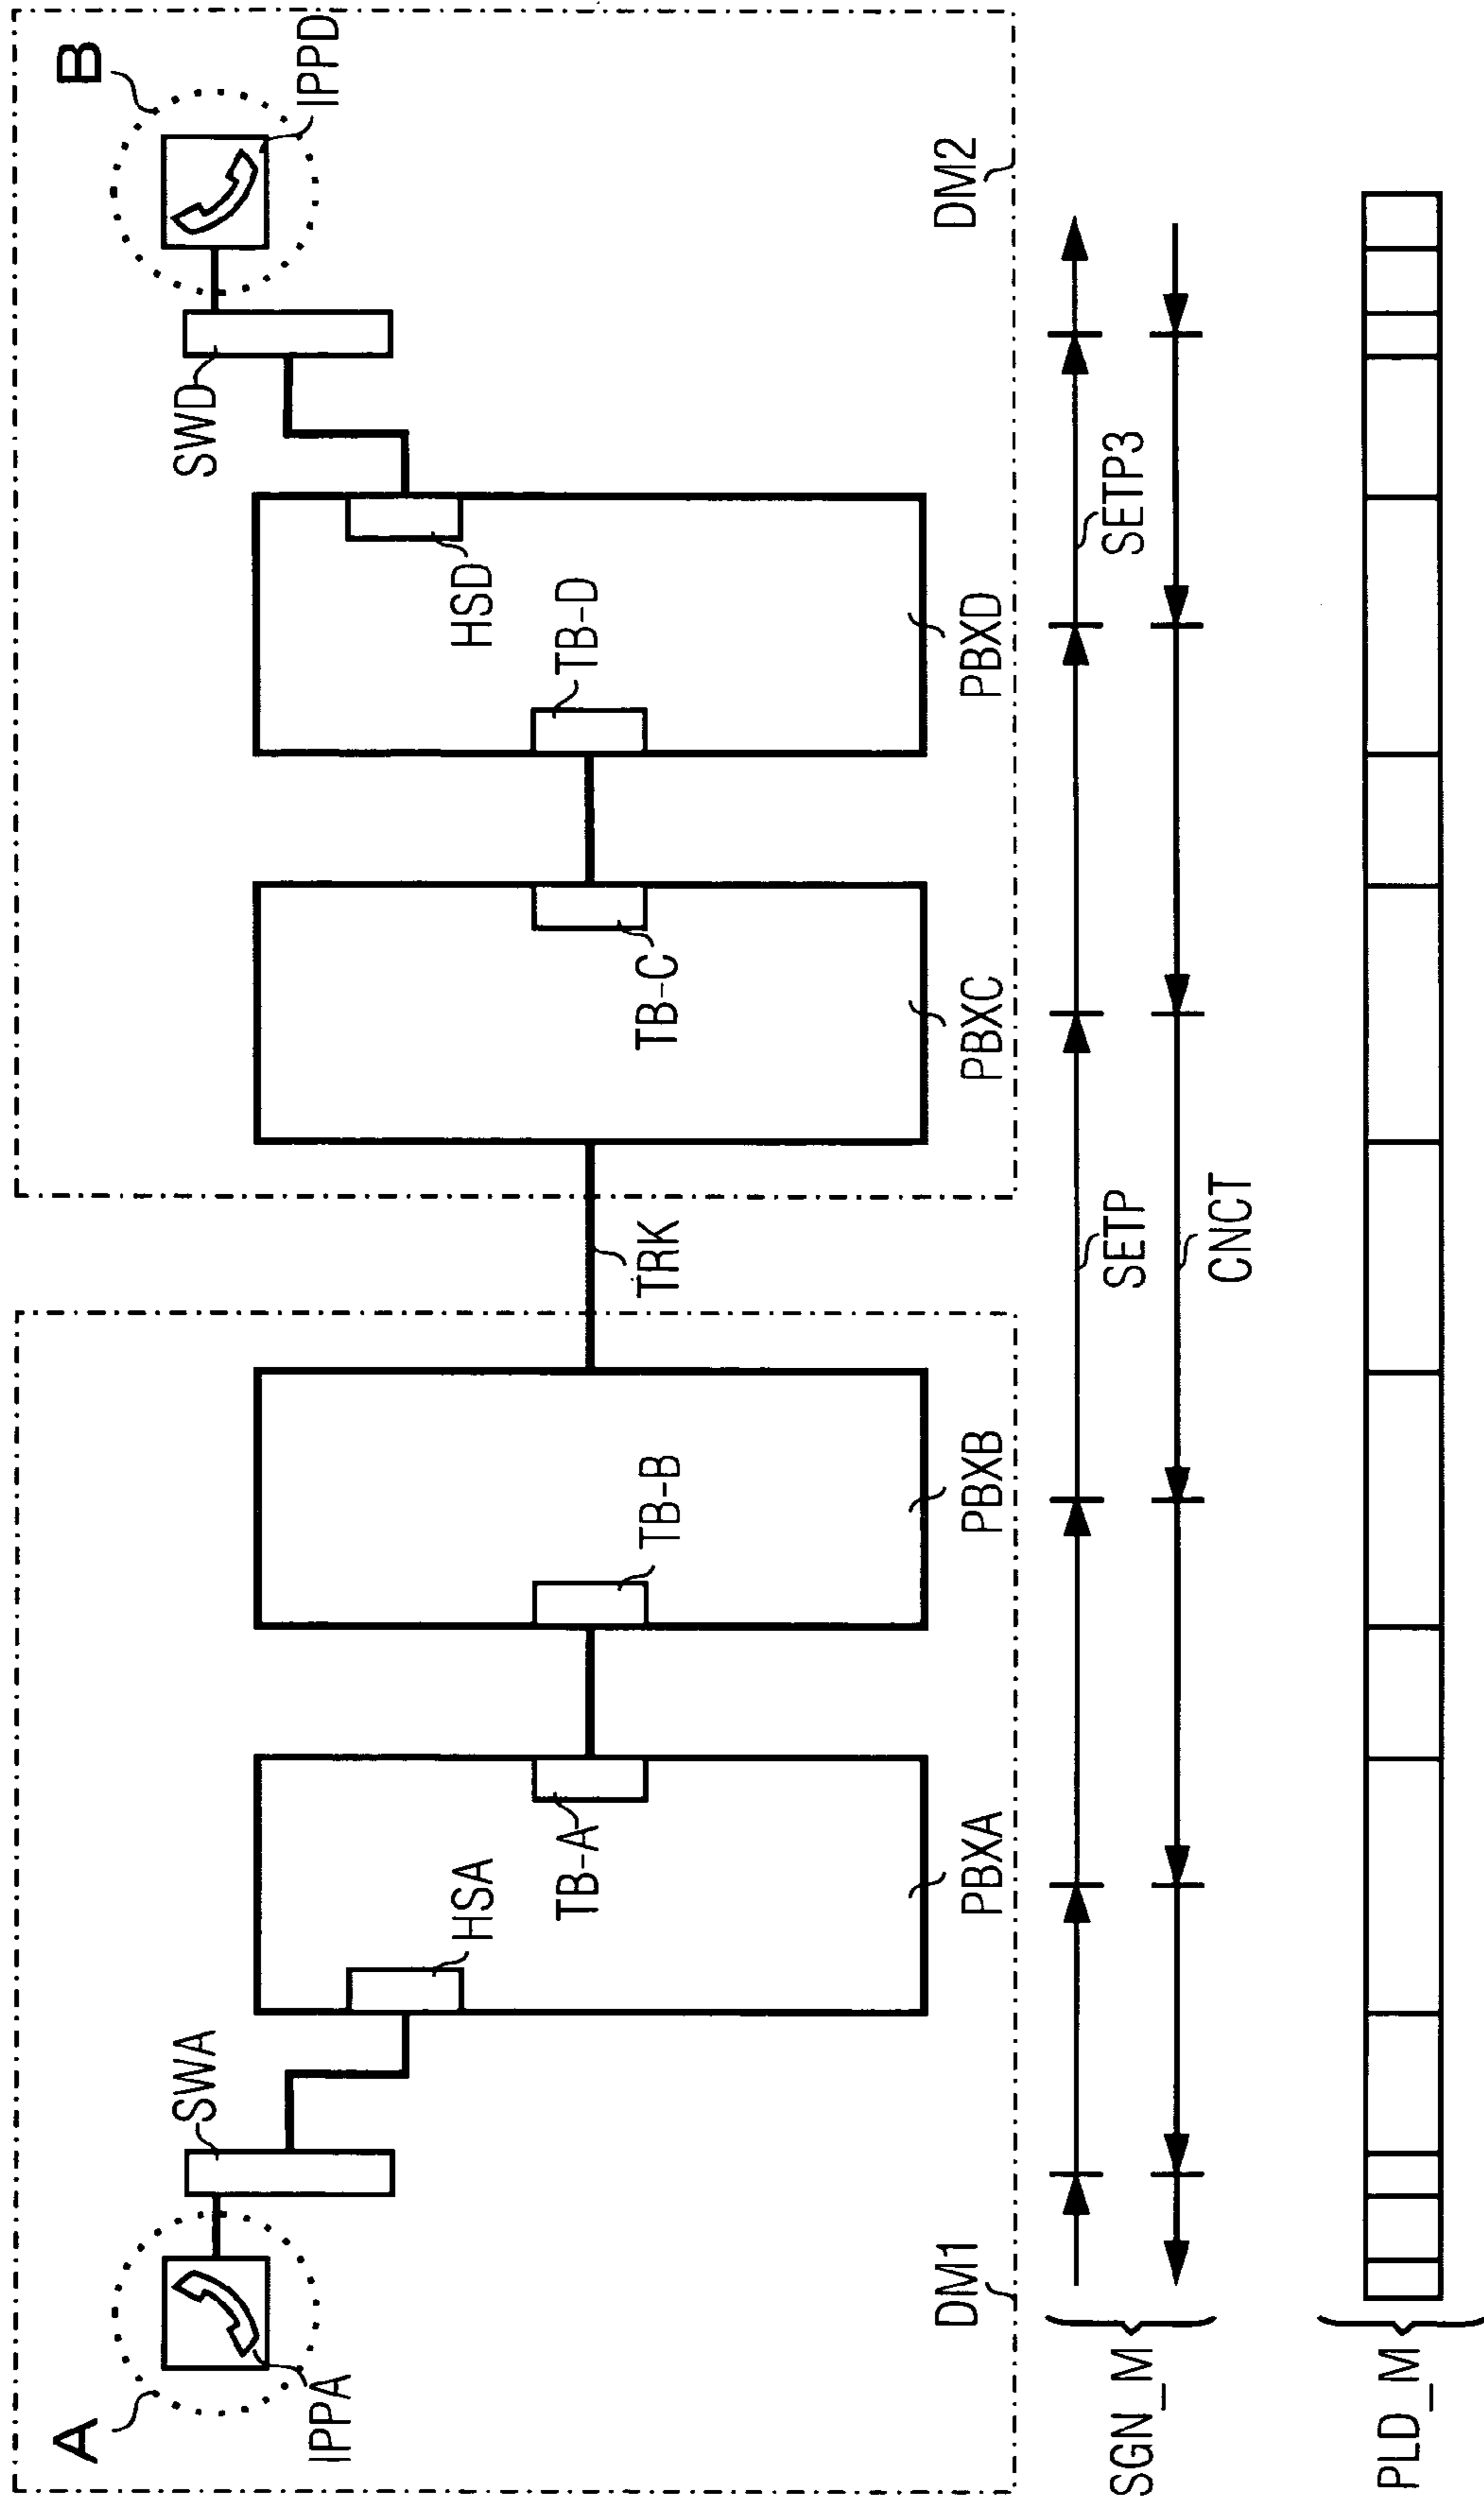 A
B
IPPA
SWA
SWD
IPPD
HSA
HSD
TB-A
TB-B
TRK
TB-C
TB-D
DM1
PBXA
PBXB
PBXC
PBXD
DM2
SGN_M
SETP
SETP3
CNCT
PLD_M